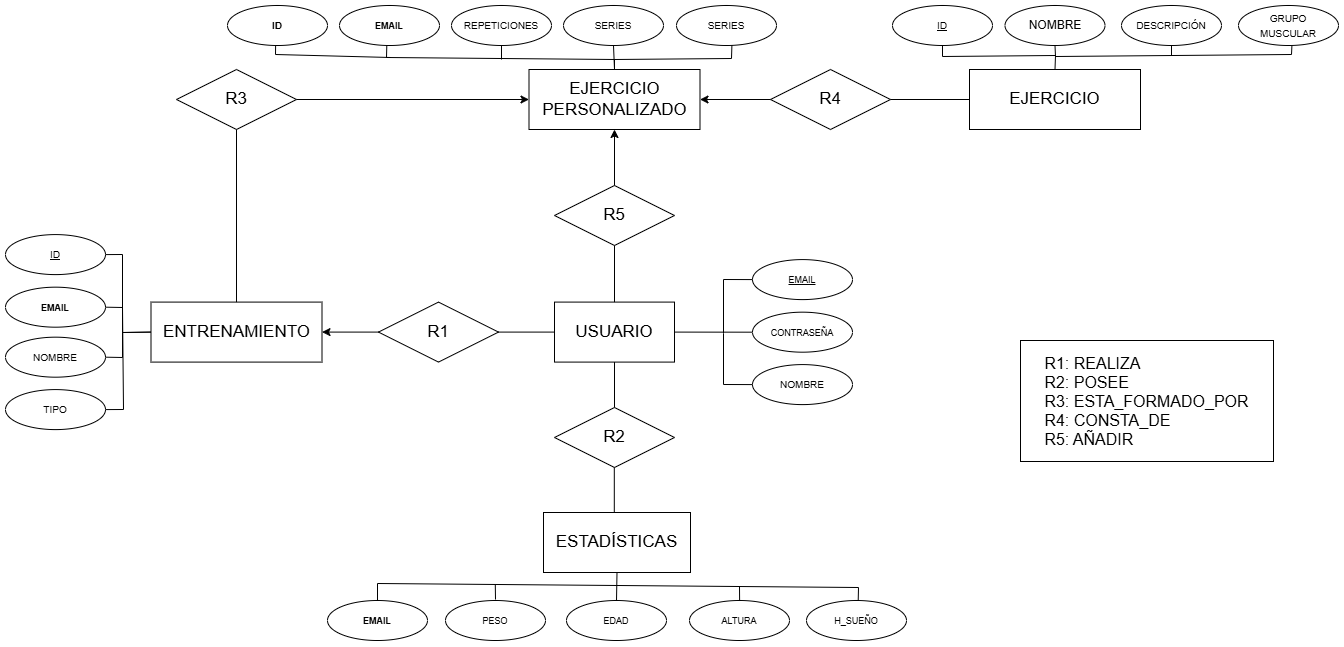 ID
EMAIL
REPETICIONES
SERIES
SERIES
ID
NOMBRE
DESCRIPCIÓN
GRUPO
MUSCULAR
R3
EJERCICIO
PERSONALIZADO
R4
EJERCICIO
R5
ID
EMAIL
NOMBRE
TIPO
ENTRENAMIENTO
R1
USUARIO
EMAIL
CONTRASEÑA
NOMBRE
R1: REALIZA
R2: POSEE
R3: ESTA_FORMADO_POR
R4: CONSTA_DE
R5: AÑADIR
R2
ESTADÍSTICAS
EMAIL
PESO
EDAD
ALTURA
H_SUEÑO